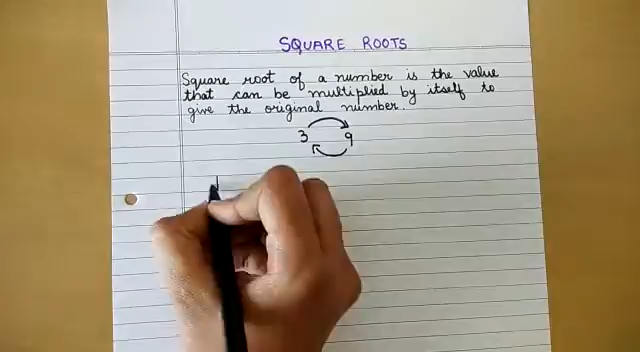 SQUARE ROOTS
Square root of a number is the value
that can be multiplied by itself to
give the original number.
3 9